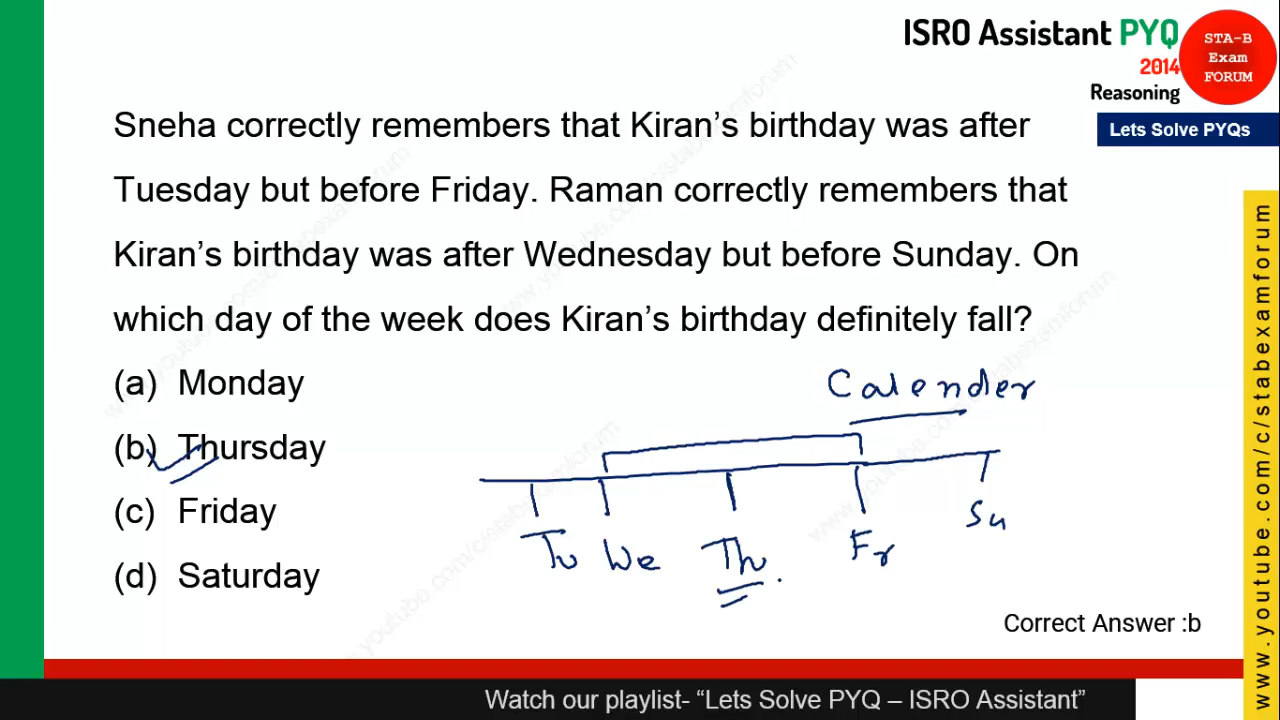 ISRO Assistant PYQ
2014
Reasoning
STA-B
Exam
FORUM
Lets Solve PYQs
Sneha correctly remembers that Kiran’s birthday was after
Tuesday but before Friday. Raman correctly remembers that
Kiran’s birthday was after Wednesday but before Sunday. On
which day of the week does Kiran’s birthday definitely fall?
(a) Monday
(b) Thursday
(c) Friday
(d) Saturday
Calender
Tu We Th Fr Su
Correct Answer :b
www.youtube.com/c/stabexamforum
Watch our playlist- “Lets Solve PYQ – ISRO Assistant”